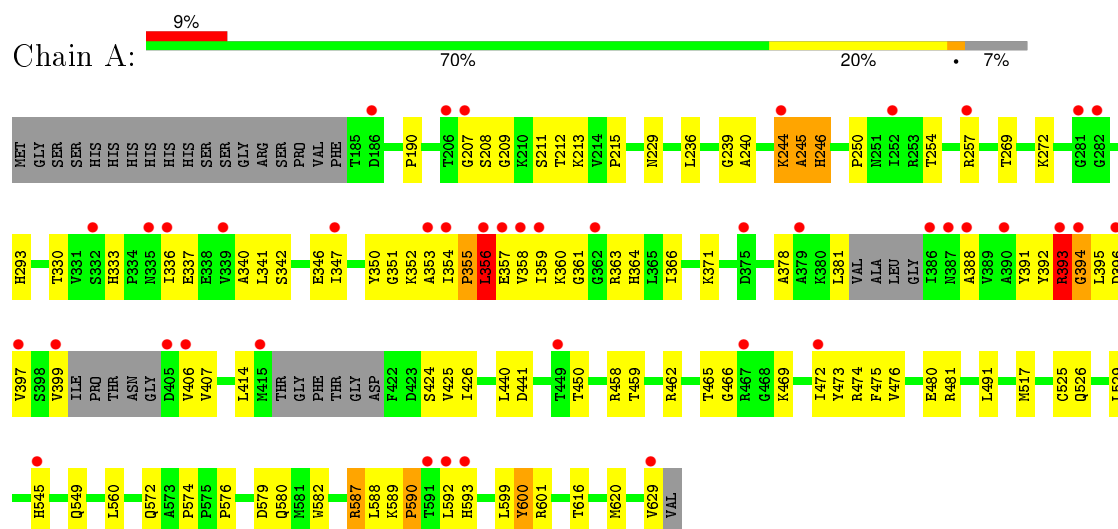 9%
Chain A:
70% 20% • 7%
MET GLY SER SER HIS HIS HIS HIS HIS HIS SER SER GLY ARG SER PRO VAL PHE T185 D186 P190 T206 G207 S208 G209 K210 S211 T212 K213 V214 P215 N229 L236 G239 A240 K244 A245 H246 P250 N251 I252 R253 T254 R257 T269 K272 G281 G282
H293 T330 V331 S332 H333 P334 N335 I336 E337 E338 V339 A340 L341 S342 E346 I347 Y350 G351 K352 A353 I354 P355 L356 E357 V358 I359 K360 G361 G362 R363 H364 L365 I366 K371 D375 A378 A379 K380 L381 VAL ALA LEU GLY I386 N387 A388 V389 A390 Y391 Y392 R393 G394 L395 D396
V397 S398 V399 ILE PRO THR ASN GLY D405 V406 V407 L414 M415 THR GLY PHE THR GLY ASP F422 D423 S424 V425 I426 L440 D441 T449 T450 R458 T459 R462 T465 G466 R467 G468 K469 I472 Y473 R474 F475 V476 E480 R481 L491 M517 C525 Q526 L529
H545 Q549 L560 Q572 A573 P574 P575 P576 D579 Q580 M581 W582 R587 L588 K589 P590 T591 L592 H593 L599 Y600 R601 T616 M620 V629 VAL